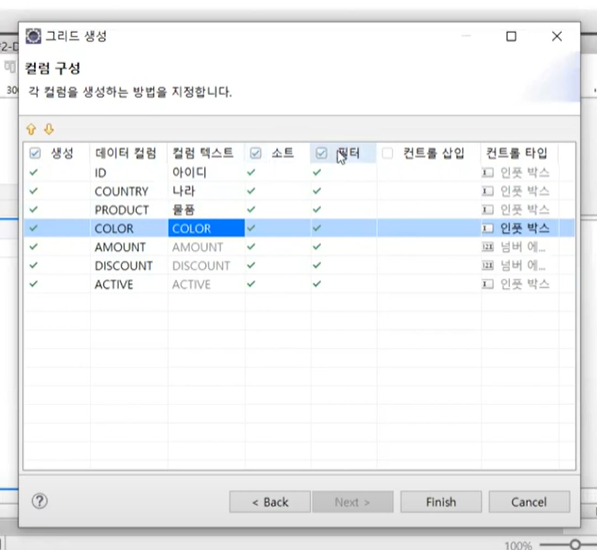 그리드 생성
컬럼 구성
각 컬럼을 생성하는 방법을 지정합니다.
생성 데이터 컬럼 컬럼 텍스트 소트 필터 컨트롤 삽입 컨트롤 타입
ID 아이디 인풋 박스
COUNTRY 나라 인풋 박스
PRODUCT 물품 인풋 박스
COLOR COLOR 인풋 박스
AMOUNT AMOUNT 넘버 에...
DISCOUNT DISCOUNT 넘버 에...
ACTIVE ACTIVE 인풋 박스
< Back Next > Finish Cancel
100%